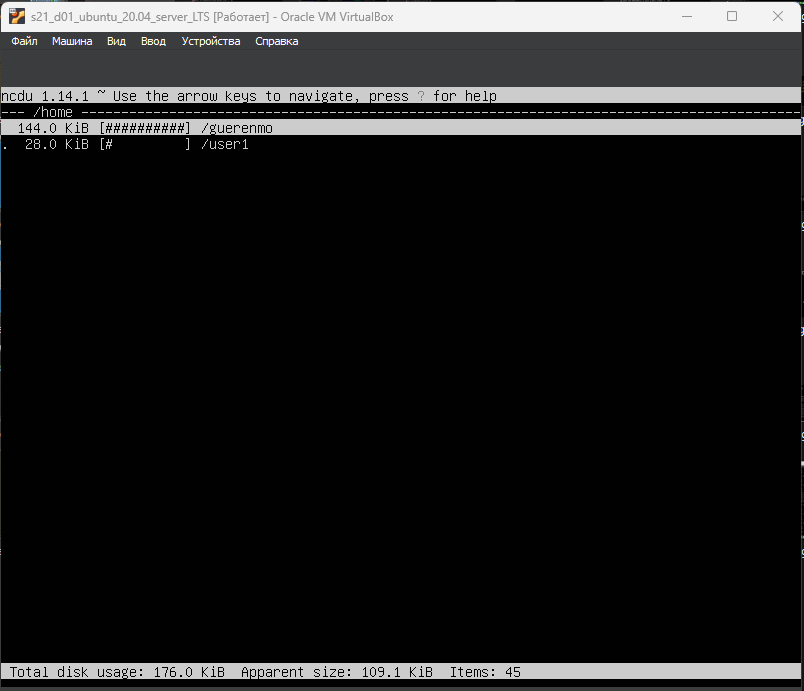 s21_d01_ubuntu_20.04_server_LTS [Работает] - Oracle VM VirtualBox
Файл Машина Вид Ввод Устройства Справка
ncdu 1.14.1 ~ Use the arrow keys to navigate, press ? for help
--- /home ------------------------------------------------------------------------------------------
144.0 KiB [##########] /guerenmo
. 28.0 KiB [#         ] /user1
Total disk usage: 176.0 KiB  Apparent size: 109.1 KiB  Items: 45